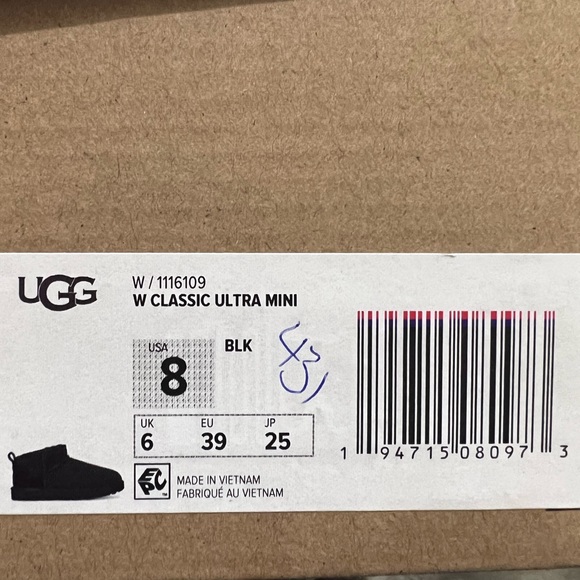 UGG
W / 1116109
W CLASSIC ULTRA MINI
USA
8
BLK
UK EU JP
6 39 25
EPC™
MADE IN VIETNAM
FABRIQUÉ AU VIETNAM
1 94715 08097 3